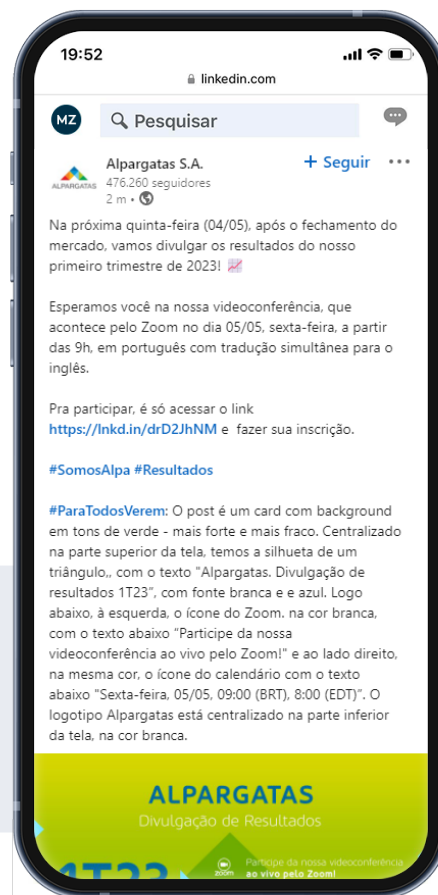 19:52
linkedin.com
MZ
Pesquisar
Alpargatas S.A.
+ Seguir
ALPARGATAS
476.260 seguidores
2 m •
Na próxima quinta-feira (04/05), após o fechamento do
mercado, vamos divulgar os resultados do nosso
primeiro trimestre de 2023!
Esperamos você na nossa videoconferência, que
acontece pelo Zoom no dia 05/05, sexta-feira, a partir
das 9h, em português com tradução simultânea para o
inglês.
Pra participar, é só acessar o link
https://lnkd.in/drD2JhNM e  fazer sua inscrição.
#SomosAlpa #Resultados
#ParaTodosVerem: O post é um card com background
em tons de verde - mais forte e mais fraco. Centralizado
na parte superior da tela, temos a silhueta de um
triângulo,, com o texto "Alpargatas. Divulgação de
resultados 1T23", com fonte branca e e azul. Logo
abaixo, à esquerda, o ícone do Zoom. na cor branca,
com o texto abaixo "Participe da nossa
videoconferência ao vivo pelo Zoom!" e ao lado direito,
na mesma cor, o ícone do calendário com o texto
abaixo "Sexta-feira, 05/05, 09:00 (BRT), 8:00 (EDT)". O
logotipo Alpargatas está centralizado na parte inferior
da tela, na cor branca.
ALPARGATAS
Divulgação de Resultados
1T23
zoom
Participe da nossa videoconferência
ao vivo pelo Zoom!